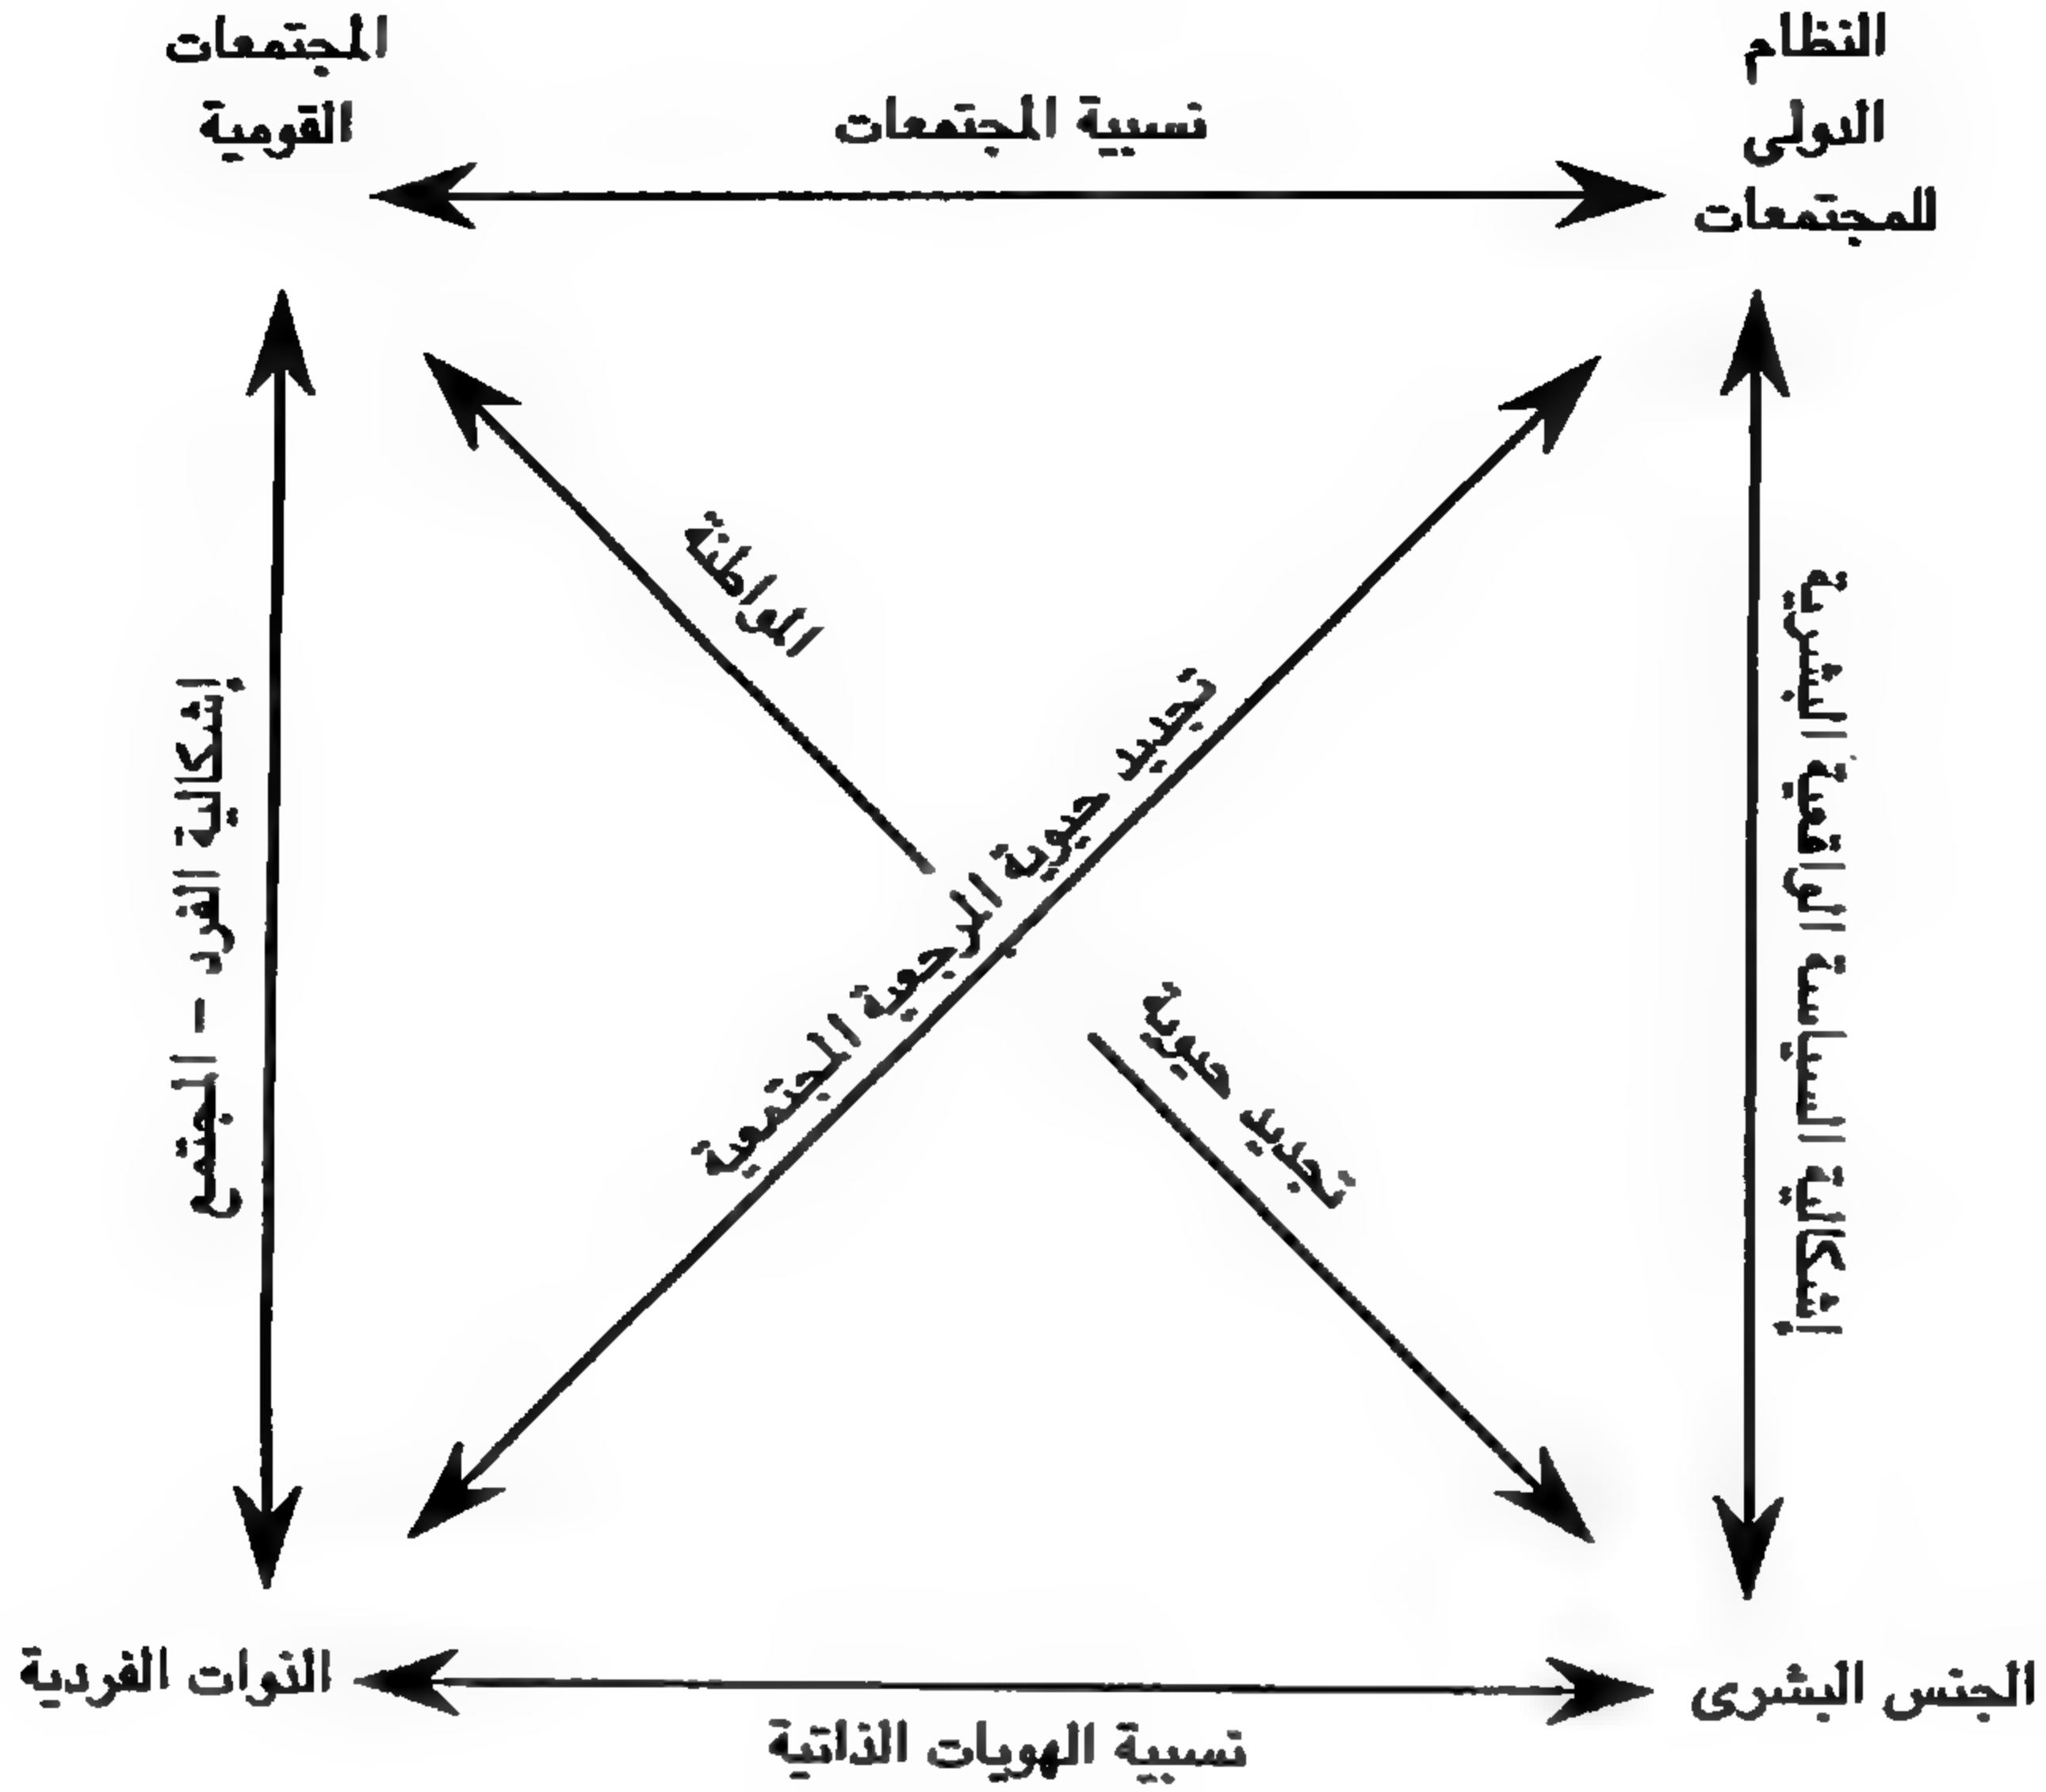 النظام
الدولى
للمجتمعات
نسبية المجتمعات
المجتمعات
القومية
إشكالية السياسة الواقعية البشرية
المواطنة
تجديد حيوية المرجعية المجتمعية
تجديد حيوية
إشكالية الفرد - المجتمع
الجنس البشرى
الذوات الفردية
نسبية الهويات الذاتية